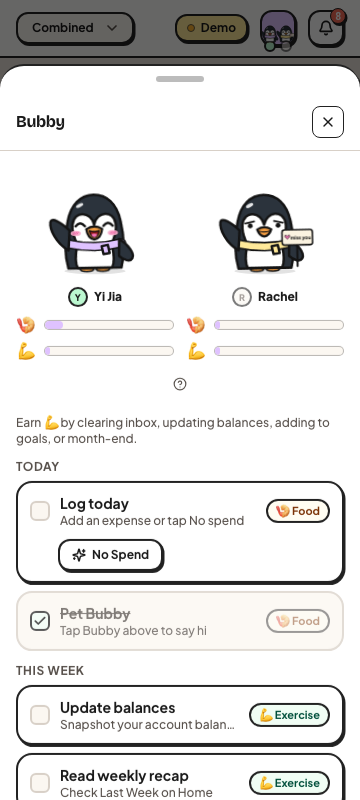 Combined
Demo
8
Bubby
miss you
Y Yi Jia
R Rachel
Earn 💪 by clearing inbox, updating balances, adding to
goals, or month-end.
TODAY
Log today
Add an expense or tap No spend
🍤 Food
No Spend
Pet Bubby
Tap Bubby above to say hi
🍤 Food
THIS WEEK
Update balances
Snapshot your account balan...
💪 Exercise
Read weekly recap
Check Last Week on Home
💪 Exercise